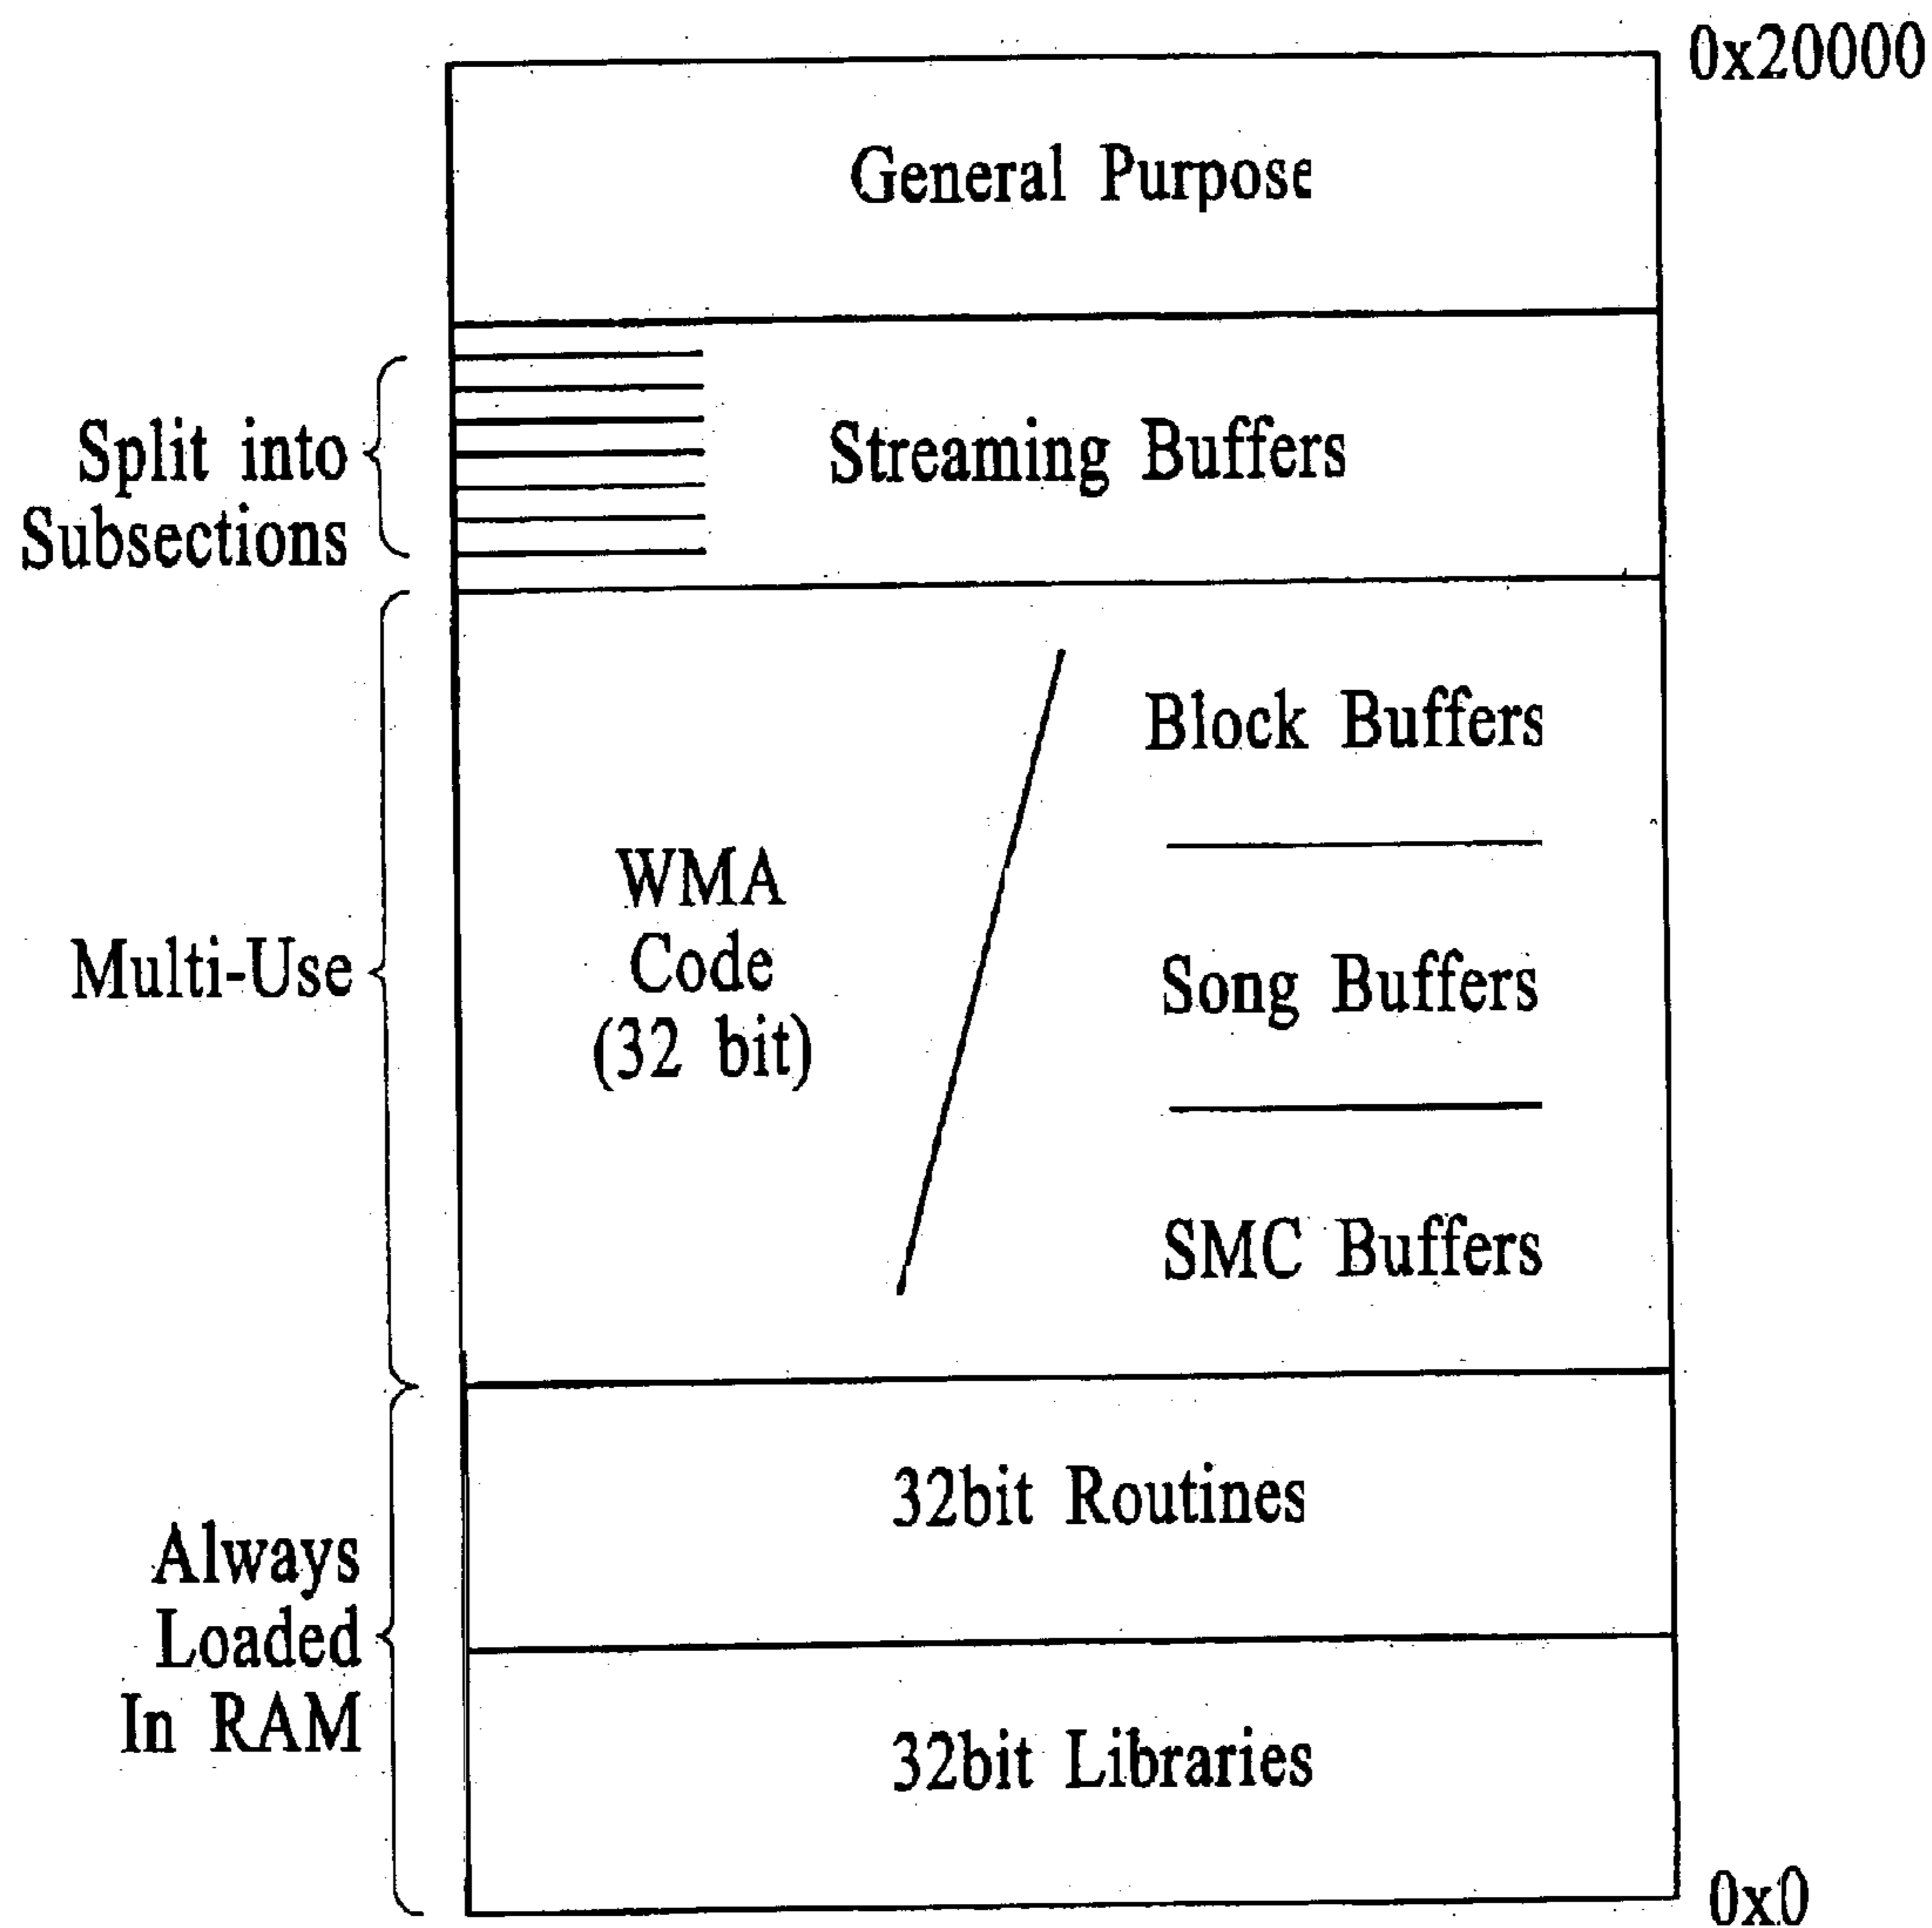 0x20000
General Purpose
Split into
Subsections
Streaming Buffers
Multi-Use
WMA
Code
(32 bit)
Block Buffers
Song Buffers
SMC Buffers
Always
Loaded
In RAM
32bit Routines
32bit Libraries
0x0